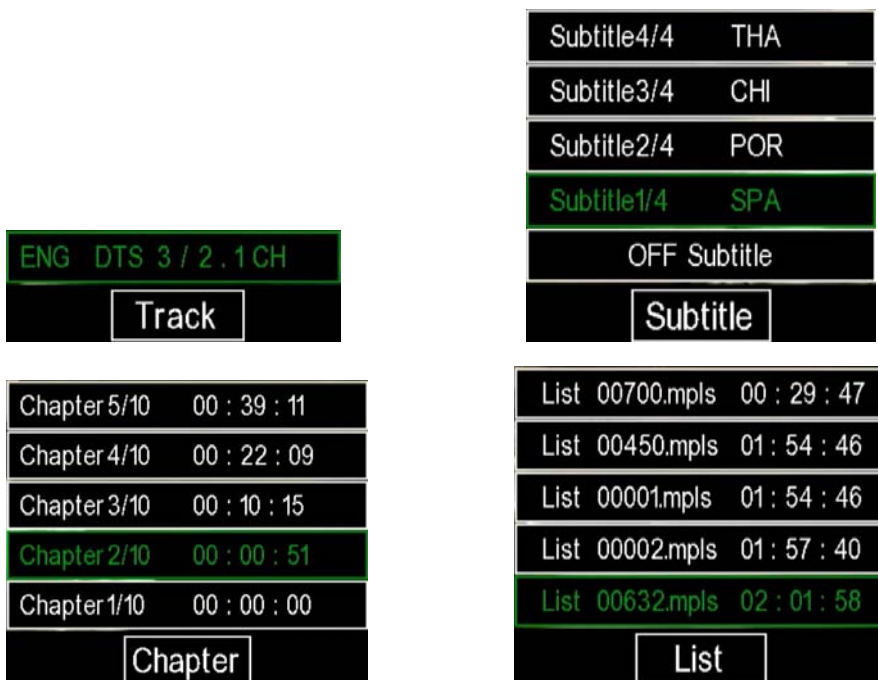 ENG DTS 3 / 2 . 1 CH
Track
Subtitle4/4 THA
Subtitle3/4 CHI
Subtitle2/4 POR
Subtitle1/4 SPA
OFF Subtitle
Subtitle
Chapter 5/10 00 : 39 : 11
Chapter 4/10 00 : 22 : 09
Chapter 3/10 00 : 10 : 15
Chapter 2/10 00 : 00 : 51
Chapter 1/10 00 : 00 : 00
Chapter
List 00700.mpls 00 : 29 : 47
List 00450.mpls 01 : 54 : 46
List 00001.mpls 01 : 54 : 46
List 00002.mpls 01 : 57 : 40
List 00632.mpls 02 : 01 : 58
List